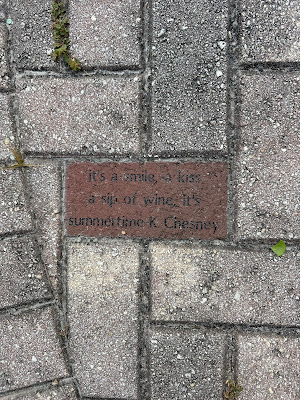 it's a smile, a kiss
a sip of wine, it's
summertime-K Chesney